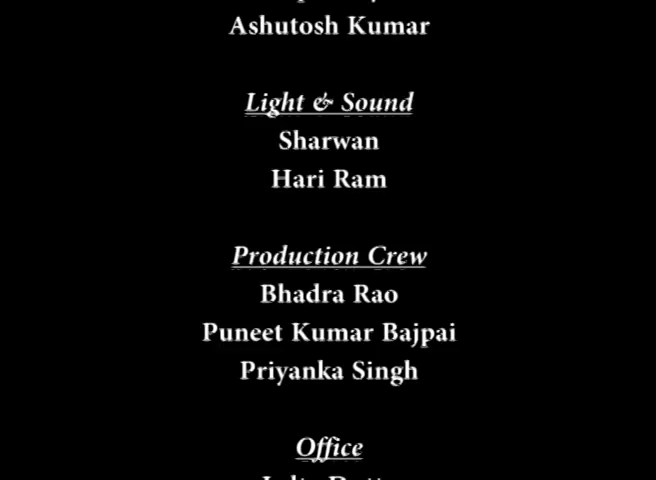 Ashutosh Kumar
Light & Sound
Sharwan
Hari Ram
Production Crew
Bhadra Rao
Puneet Kumar Bajpai
Priyanka Singh
Office